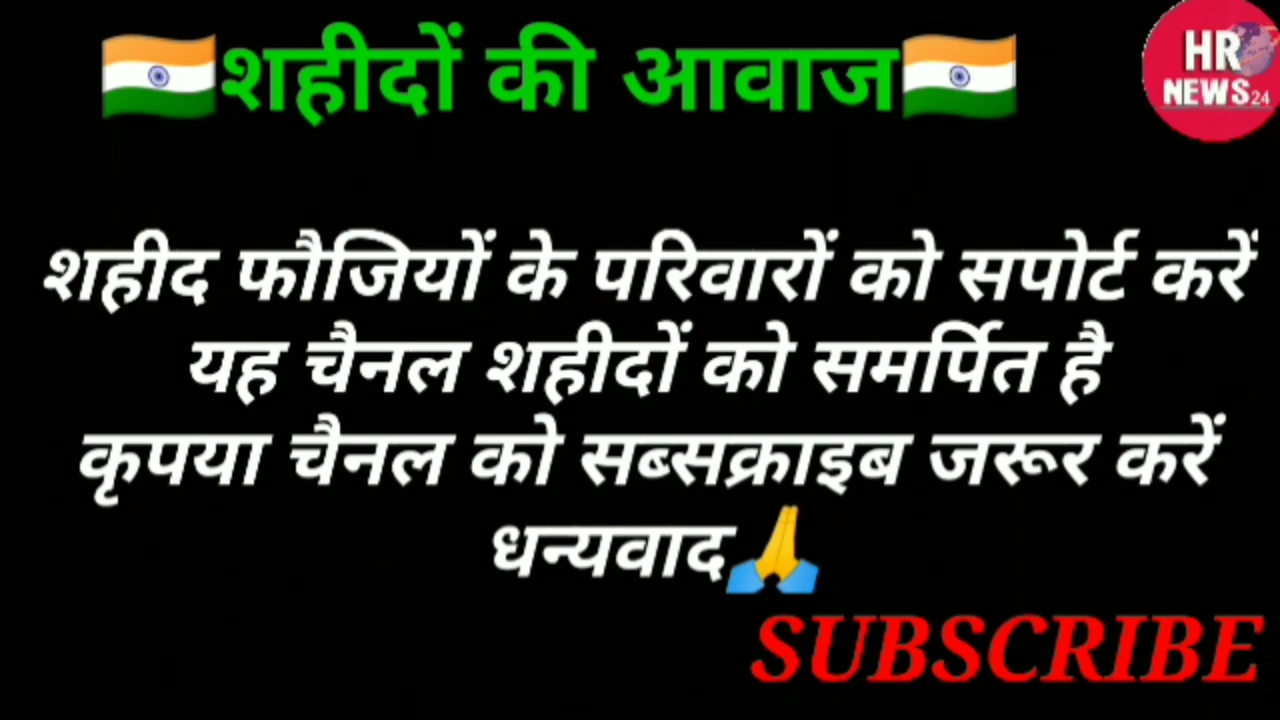 🇮🇳शहीदों की आवाज🇮🇳
HR
NEWS24
शहीद फौजियों के परिवारों को सपोर्ट करें
यह चैनल शहीदों को समर्पित है
कृपया चैनल को सब्सक्राइब जरूर करें
धन्यवाद🙏
SUBSCRIBE